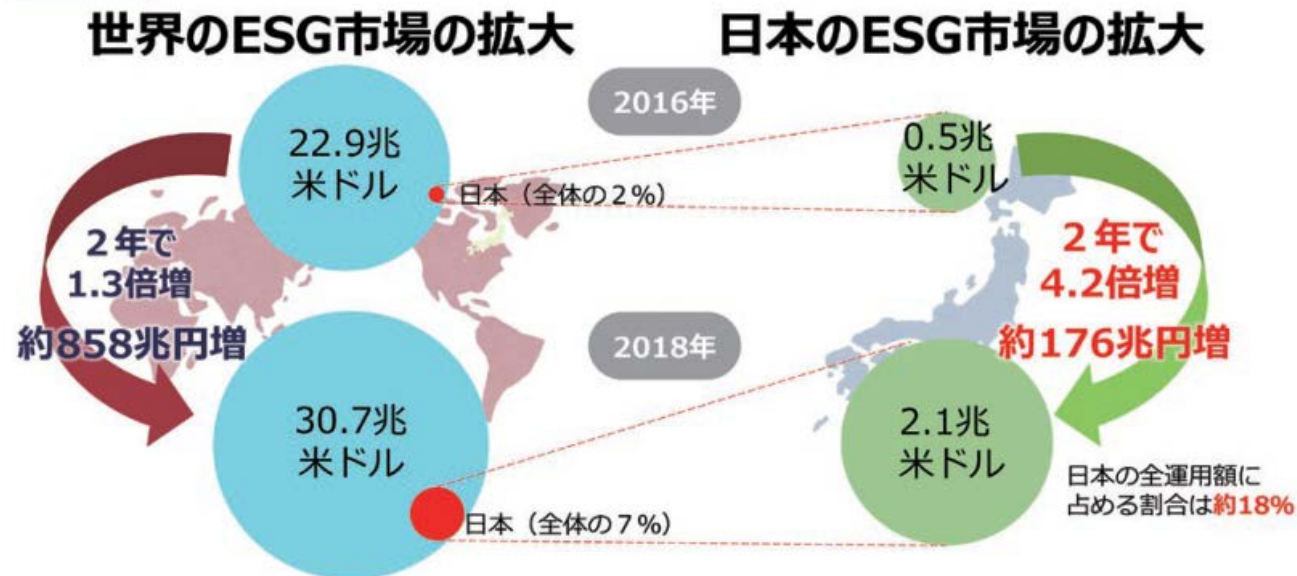 世界のESG市場の拡大
日本のESG市場の拡大
2016年
22.9兆
米ドル
日本（全体の２％）
0.5兆
米ドル
２年で
1.3倍増
約858兆円増
２年で
4.2倍増
約176兆円増
2018年
30.7兆
米ドル
日本（全体の７％）
2.1兆
米ドル
日本の全運用額に
占める割合は約18%